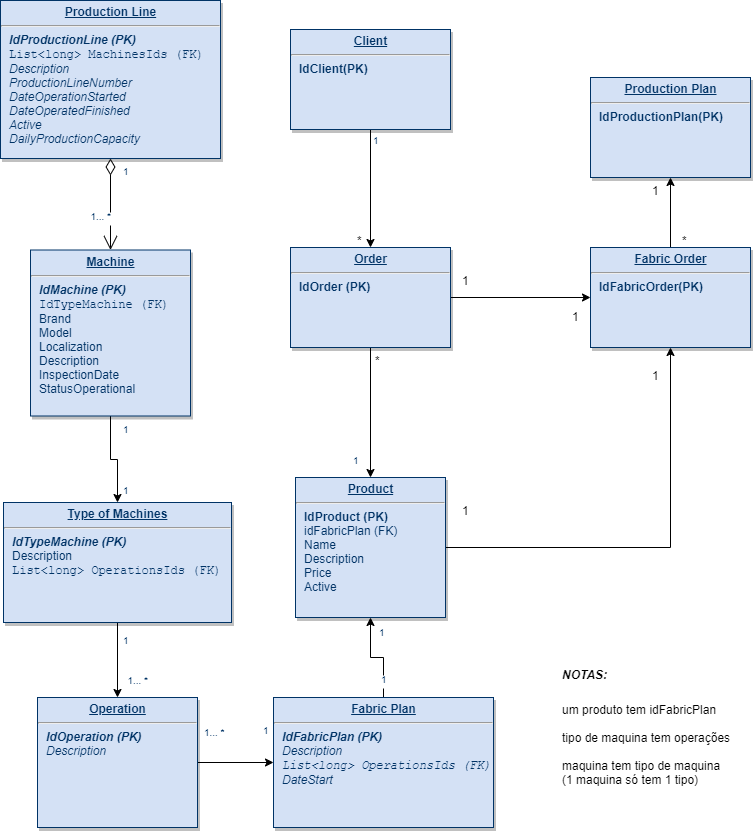 Production Line
IdProductionLine (PK)
List<long> MachinesIds (FK)
Description
ProductionLineNumber
DateOperationStarted
DateOperatedFinished
Active
DailyProductionCapacity
1
1... *
Machine
IdMachine (PK)
IdTypeMachine (FK)
Brand
Model
Localization
Description
InspectionDate
StatusOperational
1
1
Type of Machines
IdTypeMachine (PK)
Description
List<long> OperationsIds (FK)
1
1... *
Operation
IdOperation (PK)
Description
1... *
1
Client
IdClient(PK)
1
*
Order
IdOrder (PK)
1
1
*
1
Product
IdProduct (PK)
idFabricPlan (FK)
Name
Description
Price
Active
1
1
1
1
Fabric Plan
IdFabricPlan (PK)
Description
List<long> OperationsIds (FK)
DateStart
Production Plan
IdProductionPlan(PK)
1
*
Fabric Order
IdFabricOrder(PK)
NOTAS:
um produto tem idFabricPlan
tipo de maquina tem operações
maquina tem tipo de maquina
(1 maquina só tem 1 tipo)